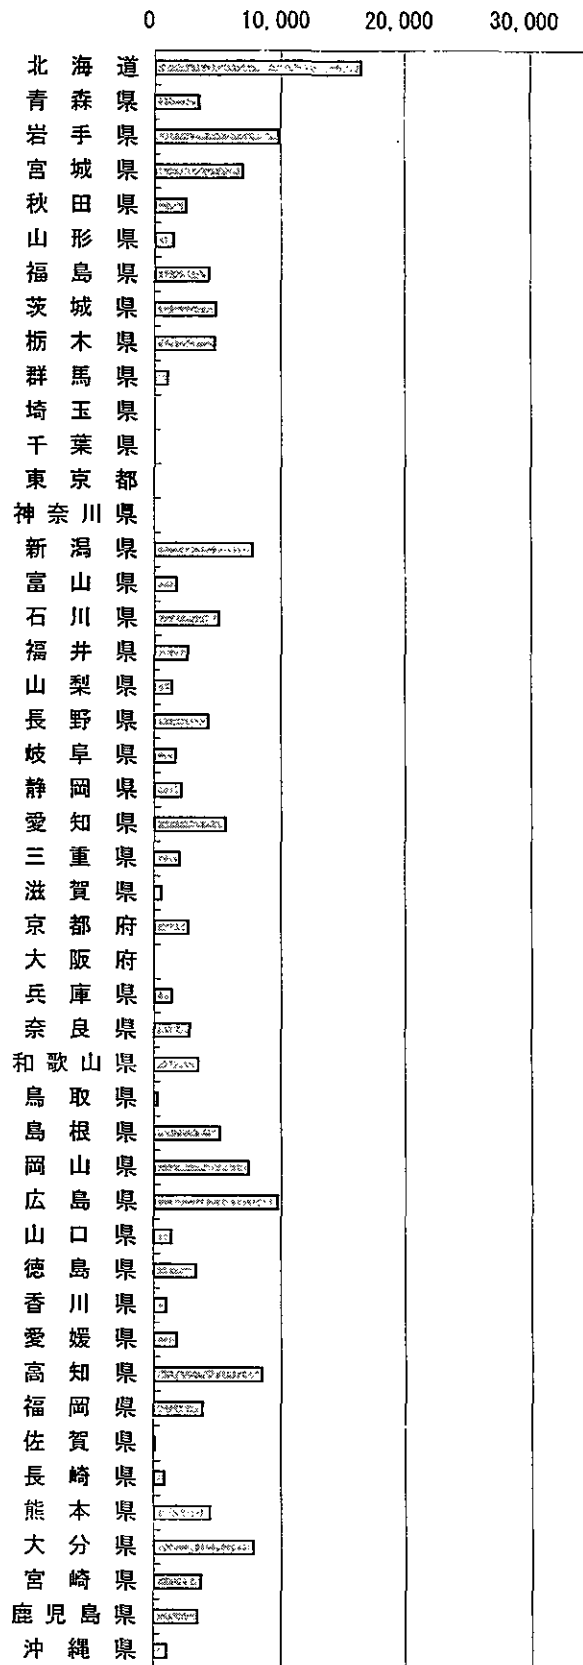 0 10,000 20,000 30,000
北海道
青森県
岩手県
宮城県
秋田県
山形県
福島県
茨城県
栃木県
群馬県
埼玉県
千葉県
東京都
神奈川県
新潟県
富山県
石川県
福井県
山梨県
長野県
岐阜県
静岡県
愛知県
三重県
滋賀県
京都府
大阪府
兵庫県
奈良県
和歌山県
鳥取県
島根県
岡山県
広島県
山口県
徳島県
香川県
愛媛県
高知県
福岡県
佐賀県
長崎県
熊本県
大分県
宮崎県
鹿児島県
沖縄県